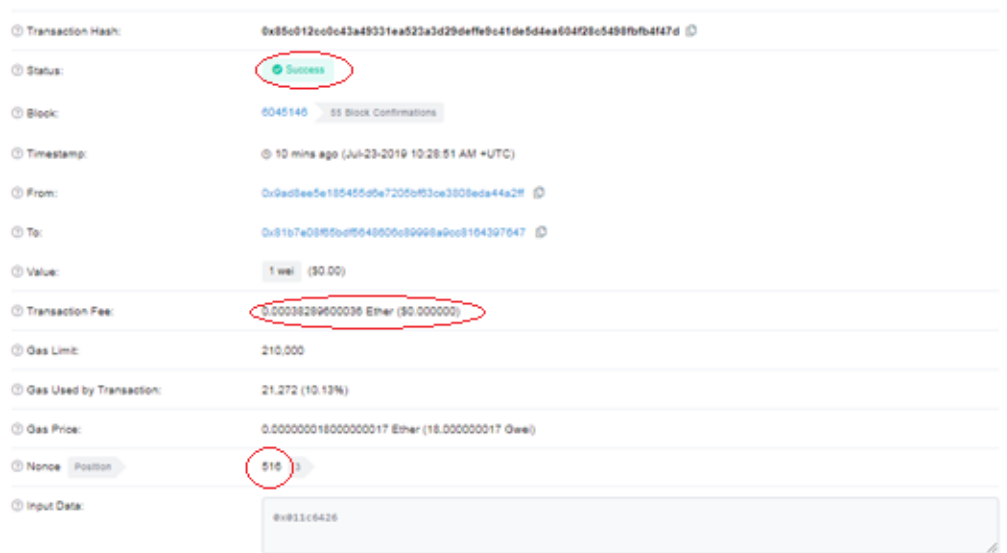 Transaction Hash: 0x85c012cc0c43a49331ea523a3d29deffe9c41de5d4ea604f28c5498fbfb4f47d
Status: Success
Block: 6045146 55 Block Confirmations
Timestamp: 10 mins ago (Jul-23-2019 10:28:51 AM +UTC)
From: 0x9ad8ee5e185455d6e7205bf63ce3808eda44a2ff
To: 0x81b7e08f65bdf5648606c89998a9cc8164397647
Value: 1 wei ($0.00)
Transaction Fee: 0.00038289600036 Ether ($0.000000)
Gas Limit: 210,000
Gas Used by Transaction: 21,272 (10.13%)
Gas Price: 0.000000018000000017 Ether (18.000000017 Gwei)
Nonce Position 516 3
Input Data:
0x011c6426